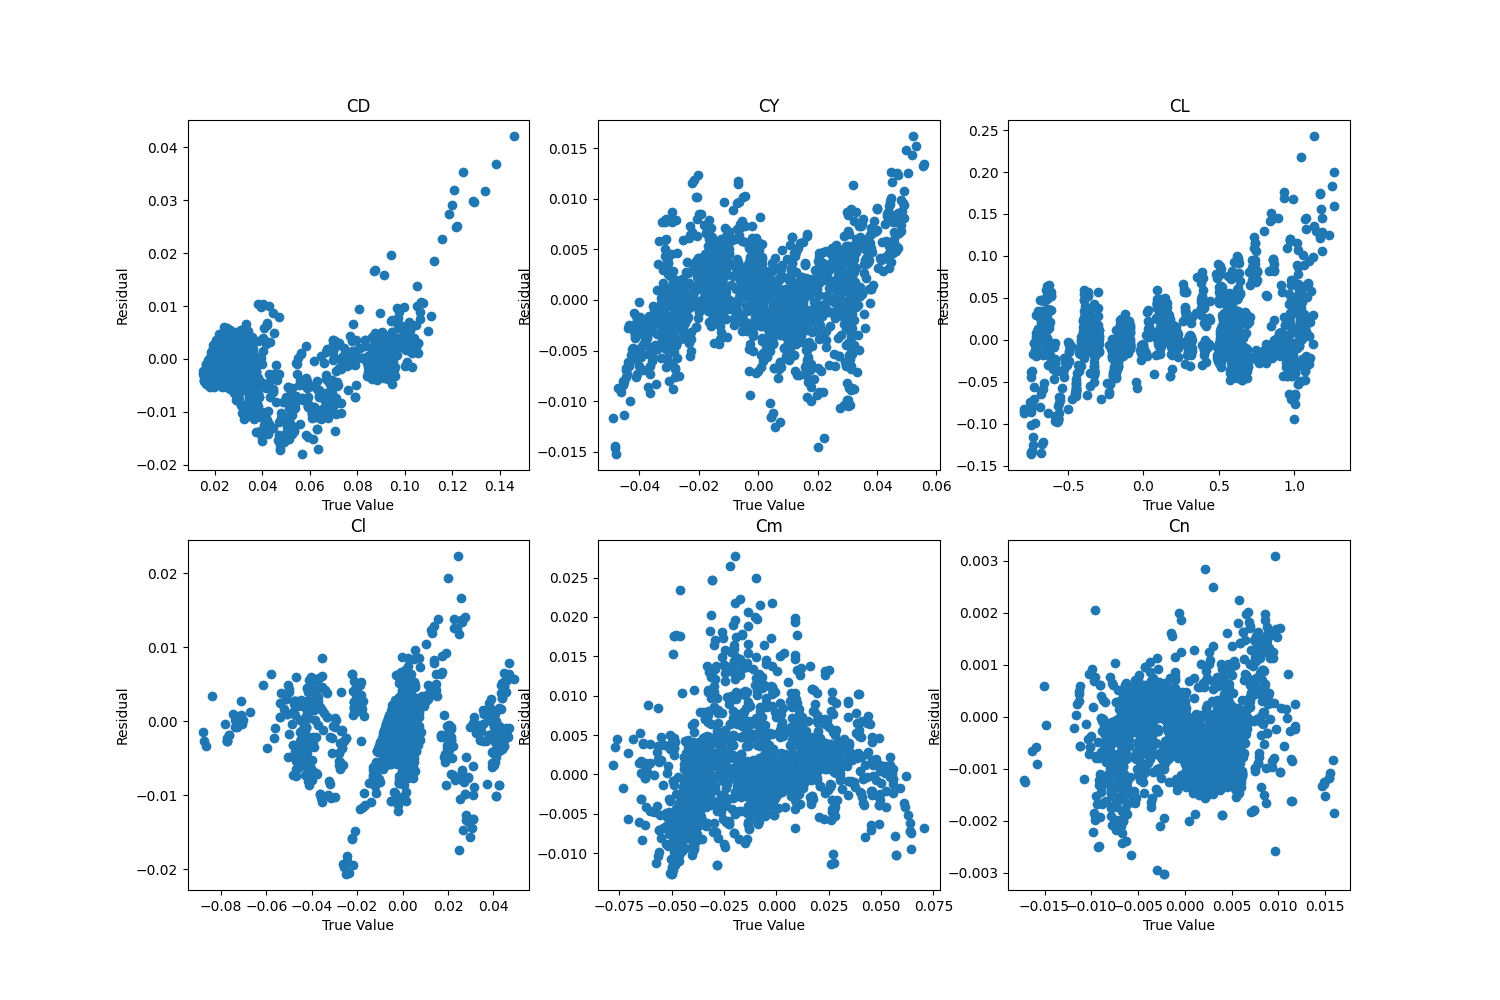 CD
CY
CL
Residual
0.04
0.03
0.02
0.01
0.00
−0.01
−0.02
0.02 0.04 0.06 0.08 0.10 0.12 0.14
True Value
Residual
0.015
0.010
0.005
0.000
−0.005
−0.010
−0.015
−0.04 −0.02 0.00 0.02 0.04 0.06
True Value
Residual
0.25
0.20
0.15
0.10
0.05
0.00
−0.05
−0.10
−0.15
−0.5 0.0 0.5 1.0
True Value
Cl
Cm
Cn
Residual
0.02
0.01
0.00
−0.01
−0.02
−0.08 −0.06 −0.04 −0.02 0.00 0.02 0.04
True Value
Residual
0.025
0.020
0.015
0.010
0.005
0.000
−0.005
−0.010
−0.075 −0.050 −0.025 0.000 0.025 0.050 0.075
True Value
Residual
0.003
0.002
0.001
0.000
−0.001
−0.002
−0.003
−0.015 −0.010 −0.005 0.000 0.005 0.010 0.015
True Value